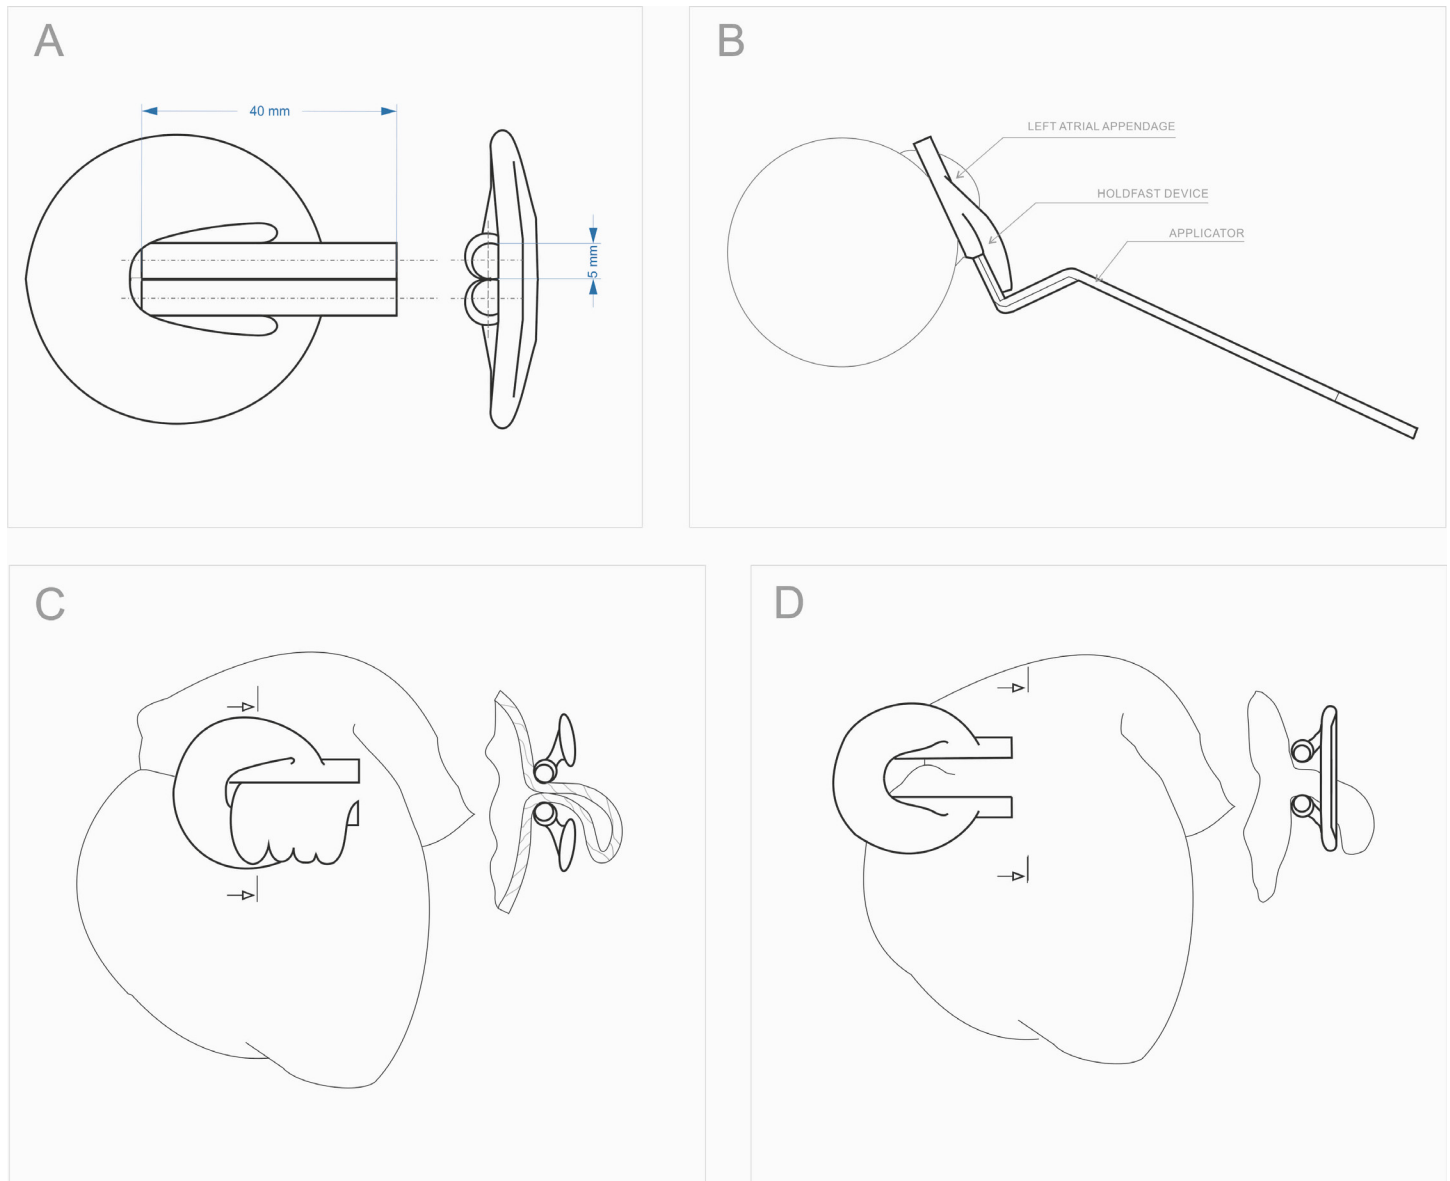 A
40 mm
5 mm
B
LEFT ATRIAL APPENDAGE
HOLDFAST DEVICE
APPLICATOR
C
D